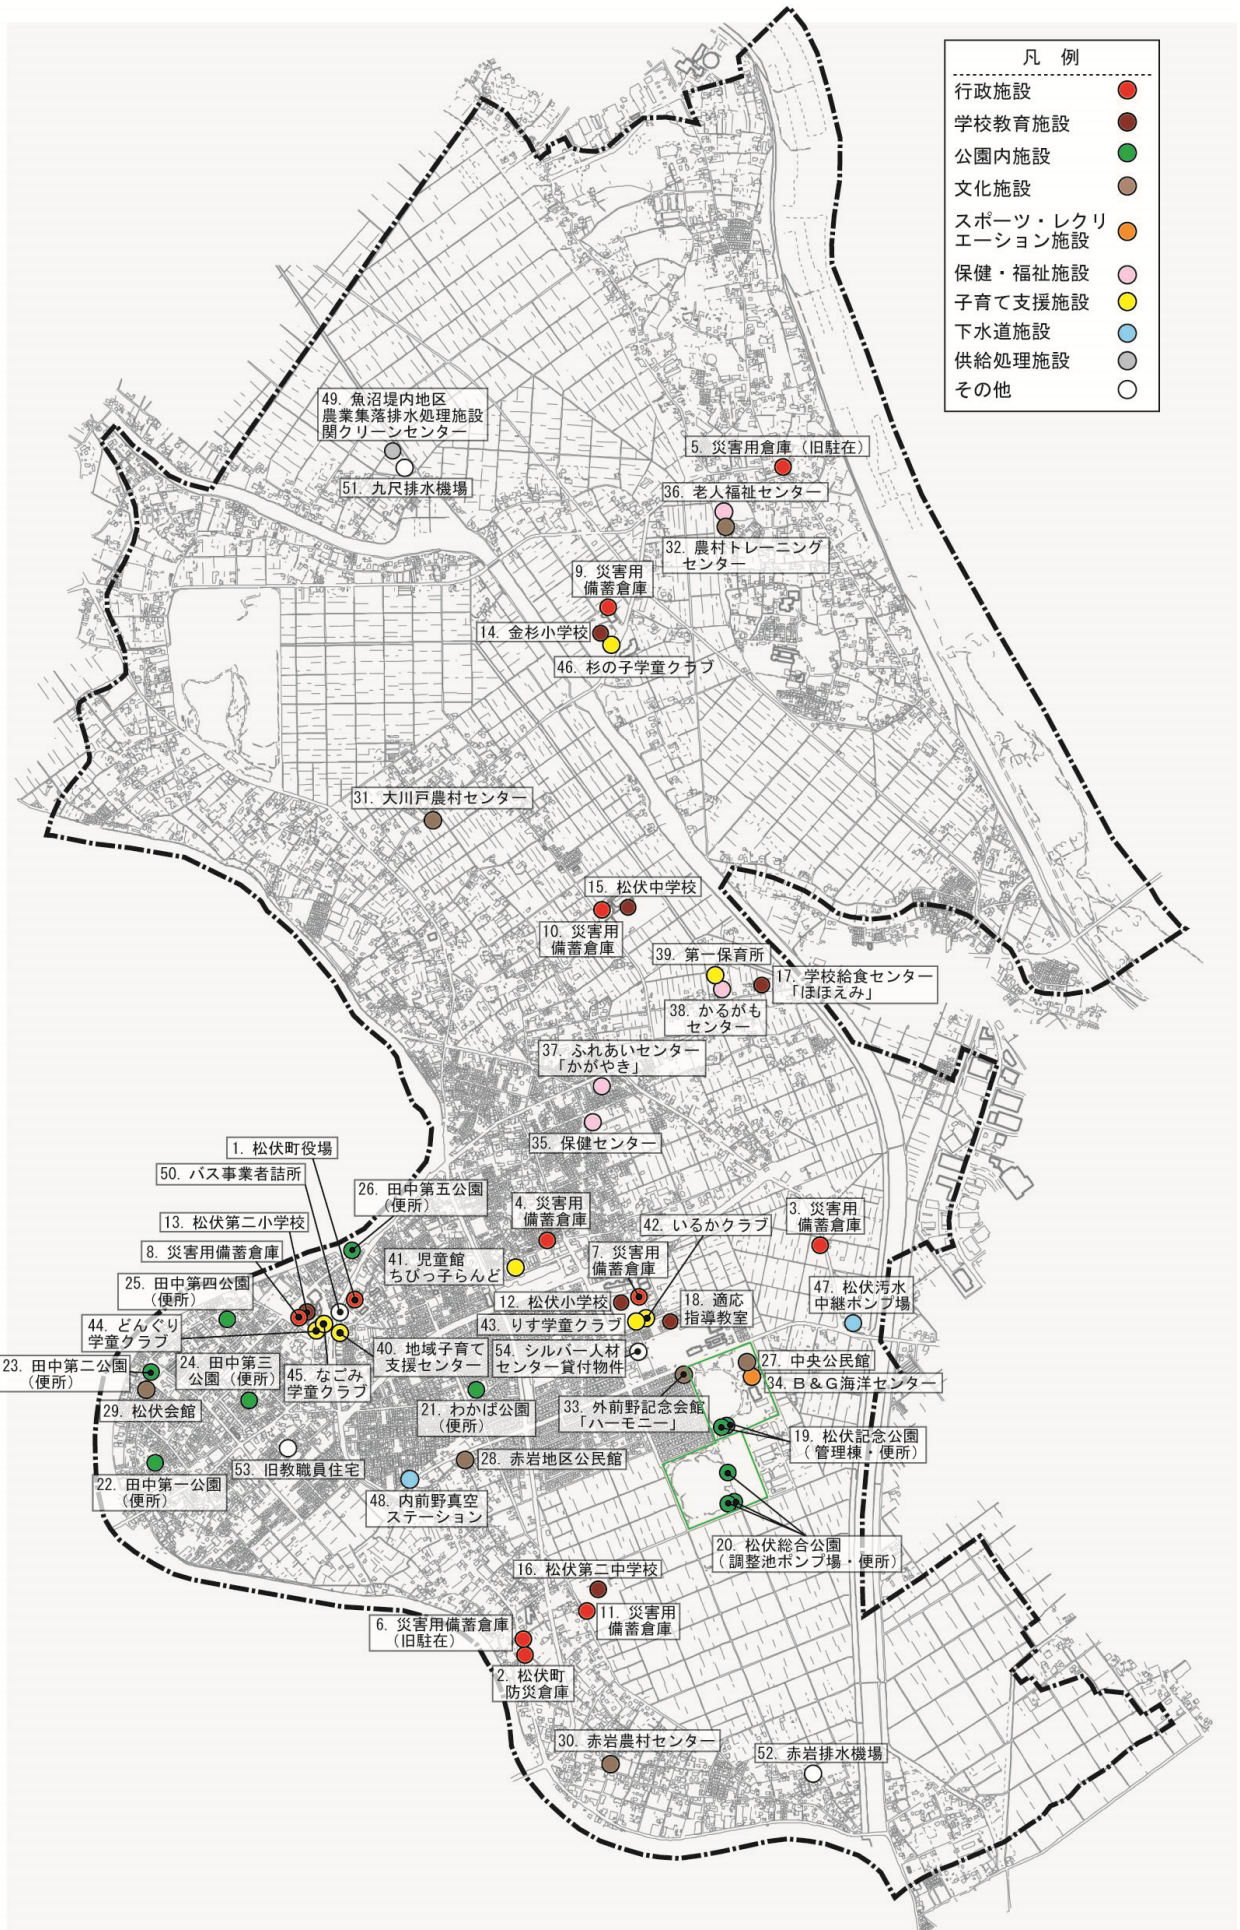 凡 例
行政施設
学校教育施設
公園内施設
文化施設
スポーツ・レクリ
エーション施設
保健・福祉施設
子育て支援施設
下水道施設
供給処理施設
その他
49. 魚沼堤内地区
農業集落排水処理施設
関クリーンセンター
51. 九尺排水機場
5. 災害用倉庫（旧駐在）
36. 老人福祉センター
32. 農村トレーニング
センター
9. 災害用
備蓄倉庫
14. 金杉小学校
46. 杉の子学童クラブ
31. 大川戸農村センター
15. 松伏中学校
10. 災害用
備蓄倉庫
39. 第一保育所
17. 学校給食センター
「ほほえみ」
38. かるがも
センター
37. ふれあいセンター
「かがやき」
35. 保健センター
1. 松伏町役場
50. バス事業者詰所
26. 田中第五公園
（便所）
13. 松伏第二小学校
8. 災害用備蓄倉庫
25. 田中第四公園
（便所）
4. 災害用
備蓄倉庫
42. いるかクラブ
3. 災害用
備蓄倉庫
41. 児童館
ちびっ子らんど
7. 災害用
備蓄倉庫
47. 松伏汚水
中継ポンプ場
12. 松伏小学校
18. 適応
指導教室
44. どんぐり
学童クラブ
43. りす学童クラブ
40. 地域子育て
支援センター
54. シルバー人材
センター貸付物件
23. 田中第二公園
（便所）
24. 田中第三
公園（便所）
45. なごみ
学童クラブ
27. 中央公民館
34. Ｂ＆Ｇ海洋センター
29. 松伏会館
21. わかば公園
（便所）
33. 外前野記念会館
「ハーモニー」
19. 松伏記念公園
（管理棟・便所）
28. 赤岩地区公民館
53. 旧教職員住宅
22. 田中第一公園
（便所）
48. 内前野真空
ステーション
20. 松伏総合公園
（調整池ポンプ場・便所）
16. 松伏第二中学校
11. 災害用
備蓄倉庫
6. 災害用備蓄倉庫
（旧駐在）
2. 松伏町
防災倉庫
30. 赤岩農村センター
52. 赤岩排水機場